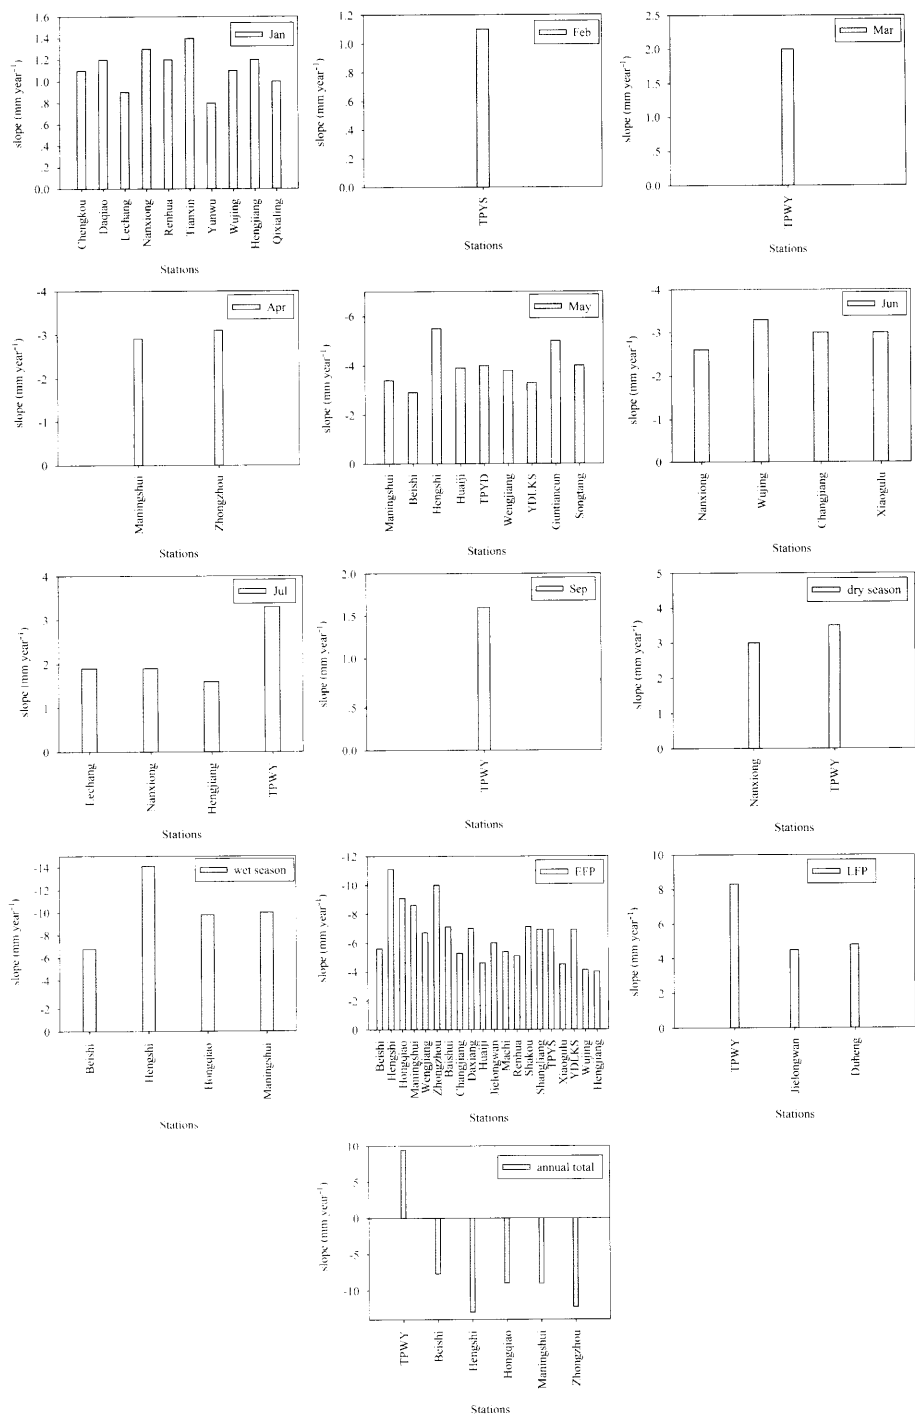 1.6
1.4
1.2
1.0
.8
.6
.4
.2
0.0
slope (mm year⁻¹)
Jan
Chengkou
Daqiao
Lechang
Nanxiong
Renhua
Tianxin
Yunwu
Wujing
Hengjiang
Qixialing
Stations
1.2
1.0
.8
.6
.4
.2
0.0
slope (mm year⁻¹)
Feb
TPYS
Stations
2.5
2.0
1.5
1.0
.5
0.0
slope (mm year⁻¹)
Mar
TPWY
Stations
-4
-3
-2
-1
0
slope (mm year⁻¹)
Apr
Maningshui
Zhongzhou
Stations
-6
-4
-2
0
slope (mm year⁻¹)
May
Maningshui
Beishi
Hengshi
Huaiji
TPYD
Wengjiang
YDLKS
Guntiancun
Songtang
Stations
-4
-3
-2
-1
0
slope (mm year⁻¹)
Jun
Nanxiong
Wujing
Changjiang
Xiaogulu
Stations
4
3
2
1
0
slope (mm year⁻¹)
Jul
Lechang
Nanxiong
Hengjiang
TPWY
Stations
2.0
1.5
1.0
.5
0.0
slope (mm year⁻¹)
Sep
TPWY
Stations
5
4
3
2
1
0
slope (mm year⁻¹)
dry season
Nanxiong
TPWY
Stations
-14
-10
-8
-6
-4
-2
0
slope (mm year⁻¹)
wet season
Beishi
Hengshi
Hongqiao
Maningshui
Stations
-12
-10
-8
-6
-4
-2
0
slope (mm year⁻¹)
EFP
Beishi
Hengshi
Hongqiao
Maningshui
Wengjiang
Zhongzhou
Baishui
Changjiang
Daxiang
Huaiji
Jielongwan
Machi
Renhua
Shakou
Shangjiang
TPYS
Xiaogulu
YDLKS
Wujing
Hengjiang
Stations
10
8
6
4
2
0
slope (mm year⁻¹)
LFP
TPWY
Jielongwan
Duheng
Stations
10
5
0
-5
-10
slope (mm year⁻¹)
annual total
TPWY
Beishi
Hengshi
Hongqiao
Maningshui
Zhongzhou
Stations